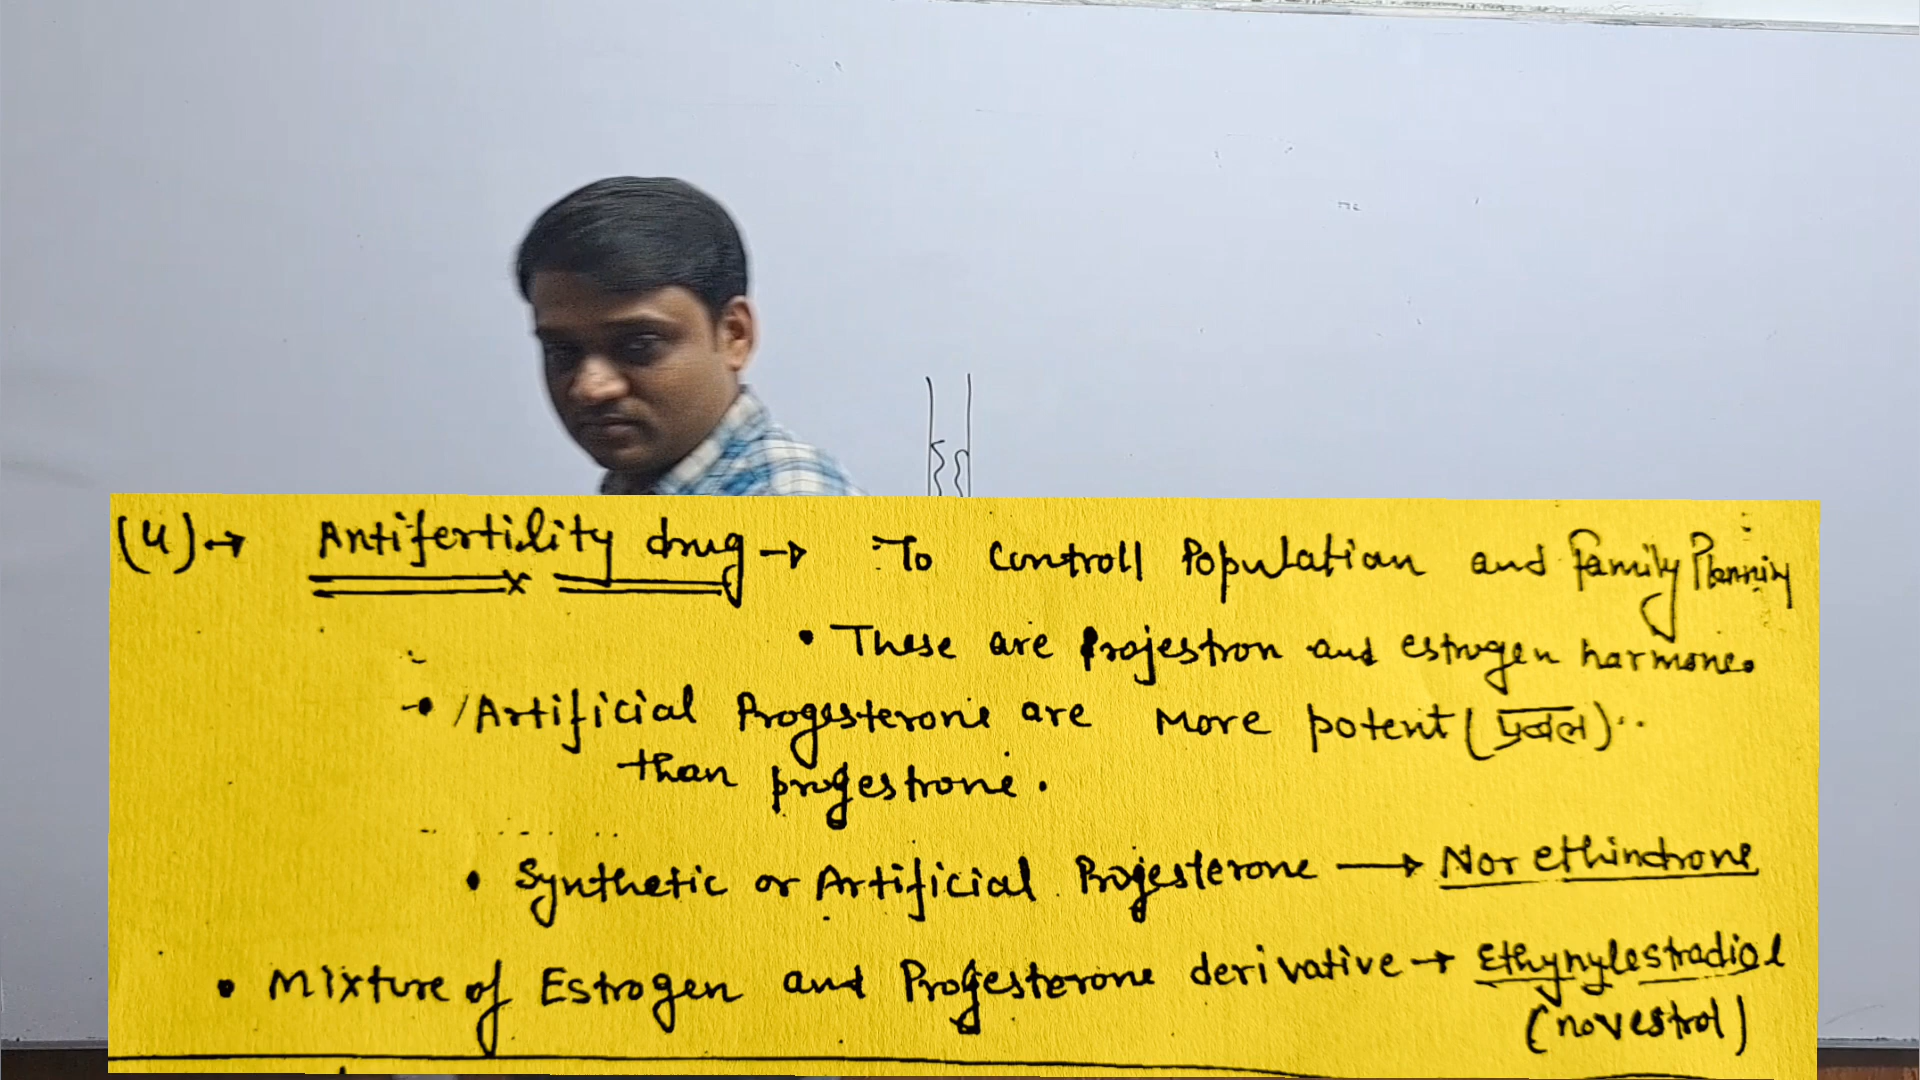 (4)→ Antifertility drug → To controll Population and family Planning
• These are Projestron and estrogen harmone.
→ Artificial Progesterone are more potent (प्रबल)
than progestrone.
• Synthetic or Artificial Projesterone → Nor ethindrone
• Mixture of Estrogen and Progesterone derivative → Ethynylestradiol
(novestrol)